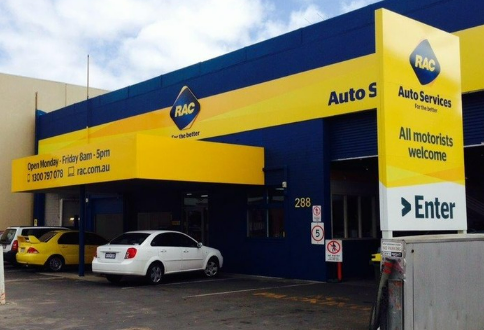 RAC
For the better
Auto S
Open Monday - Friday 8am - 5pm
1300 797 078 rac.com.au
288
5
RAC
Auto Services
For the better
All motorists
welcome
>Enter